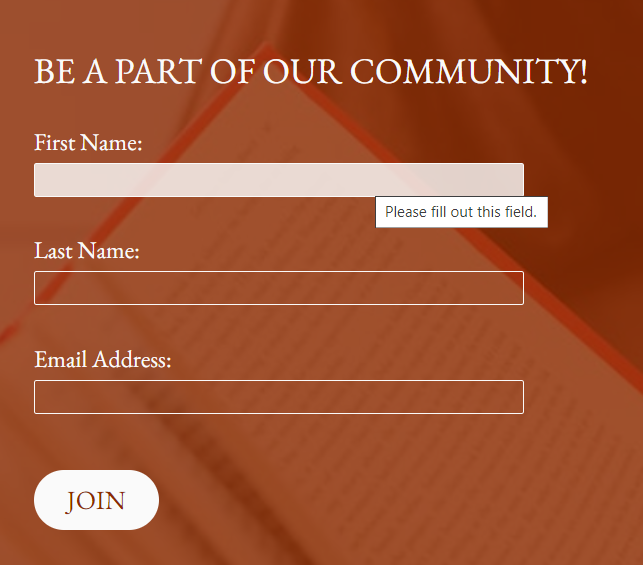 BE A PART OF OUR COMMUNITY!
First Name:
Please fill out this field.
Last Name:
Email Address:
JOIN